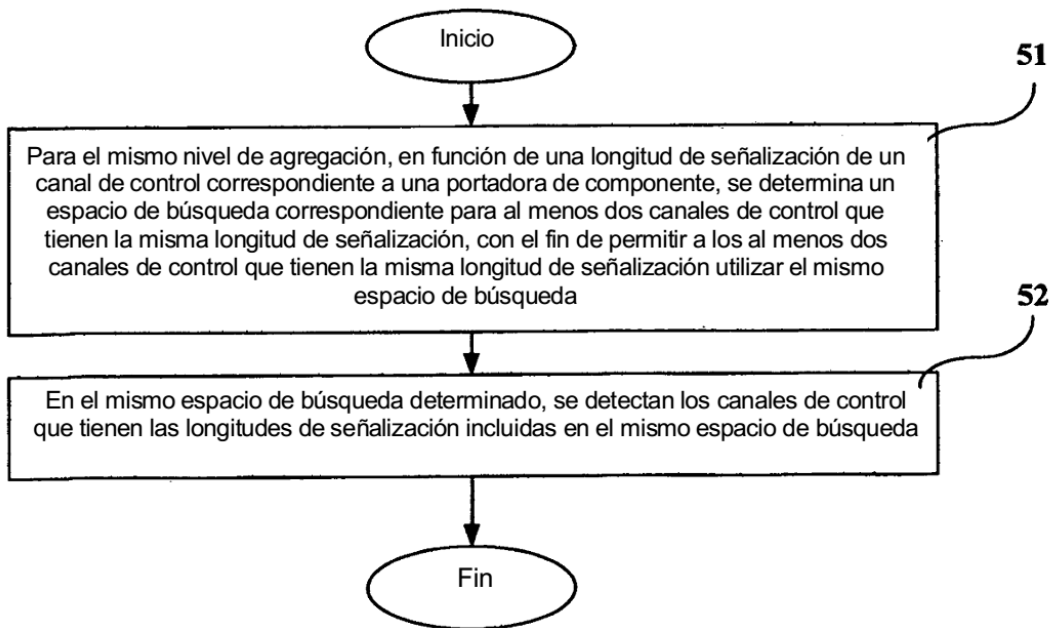 Inicio
51
Para el mismo nivel de agregación, en función de una longitud de señalización de un
canal de control correspondiente a una portadora de componente, se determina un
espacio de búsqueda correspondiente para al menos dos canales de control que
tienen la misma longitud de señalización, con el fin de permitir a los al menos dos
canales de control que tienen la misma longitud de señalización utilizar el mismo
espacio de búsqueda
52
En el mismo espacio de búsqueda determinado, se detectan los canales de control
que tienen las longitudes de señalización incluidas en el mismo espacio de búsqueda
Fin